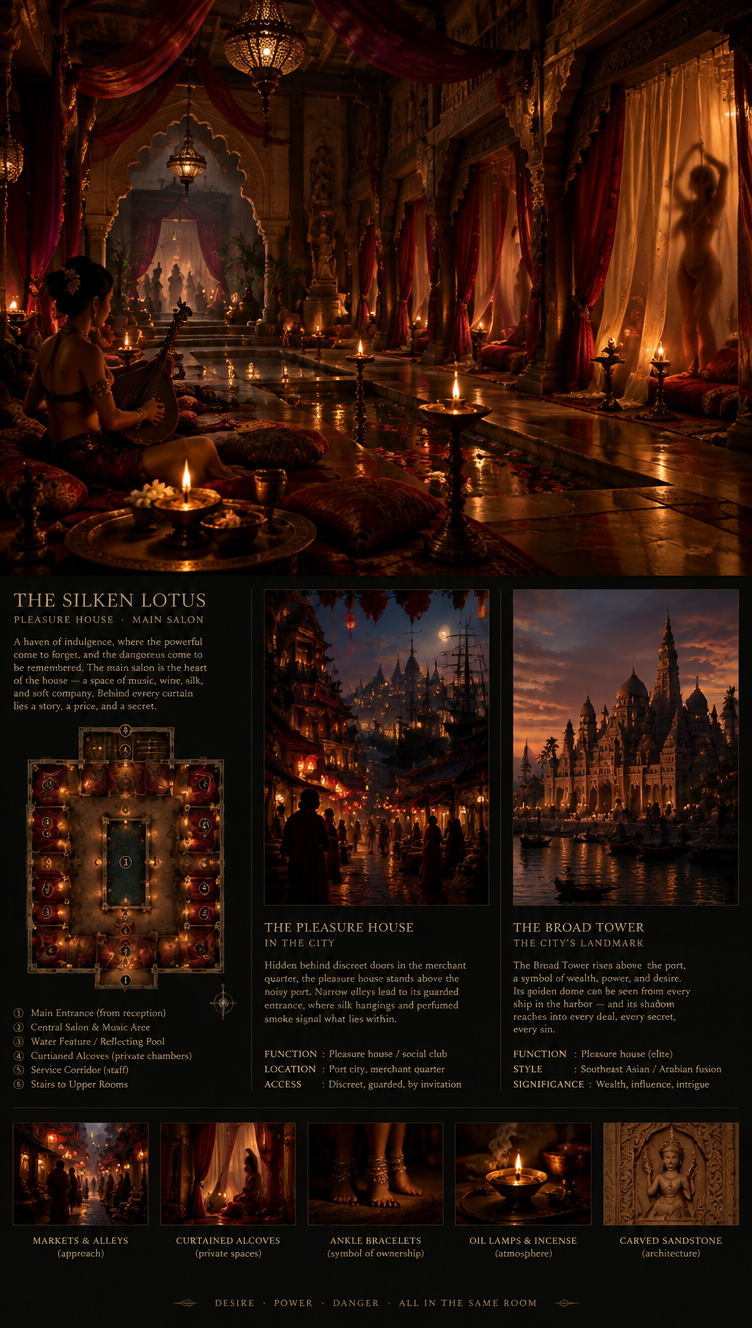 THE SILKEN LOTUS
PLEASURE HOUSE · MAIN SALON
A haven of indulgence, where the powerful
come to forget, and the dangerous come to
be remembered. The main salon is the heart
of the house — a space of music, wine, silk,
and soft company. Behind every curtain
lies a story, a price, and a secret.
3
1
① Main Entrance (from reception)
② Central Salon & Music Area
③ Water Feature / Reflecting Pool
④ Curtianed Alcoves (private chambers)
⑤ Service Corridor (staff)
⑥ Stairs to Upper Rooms
THE PLEASURE HOUSE
IN THE CITY
Hidden behind discreet doors in the merchant
quarter, the pleasure house stands above the
noisy port. Narrow alleys lead to its guarded
entrance, where silk hangings and perfumed
smoke signal what lies within.
FUNCTION : Pleasure house / social club
LOCATION : Port city, merchant quarter
ACCESS : Discreet, guarded, by invitation
THE BROAD TOWER
THE CITY'S LANDMARK
The Broad Tower rises above the port,
a symbol of wealth, power, and desire.
Its golden dome can be seen from every
ship in the harbor — and its shadow
reaches into every deal, every secret,
every sin.
FUNCTION : Pleasure house (elite)
STYLE : Southeast Asian / Arabian fusion
SIGNIFICANCE : Wealth, influence, intrigue
MARKETS & ALLEYS
(approach)
CURTAINED ALCOVES
(private spaces)
ANKLE BRACELETS
(symbol of ownership)
OIL LAMPS & INCENSE
(atmosphere)
CARVED SANDSTONE
(architecture)
DESIRE · POWER · DANGER · ALL IN THE SAME ROOM